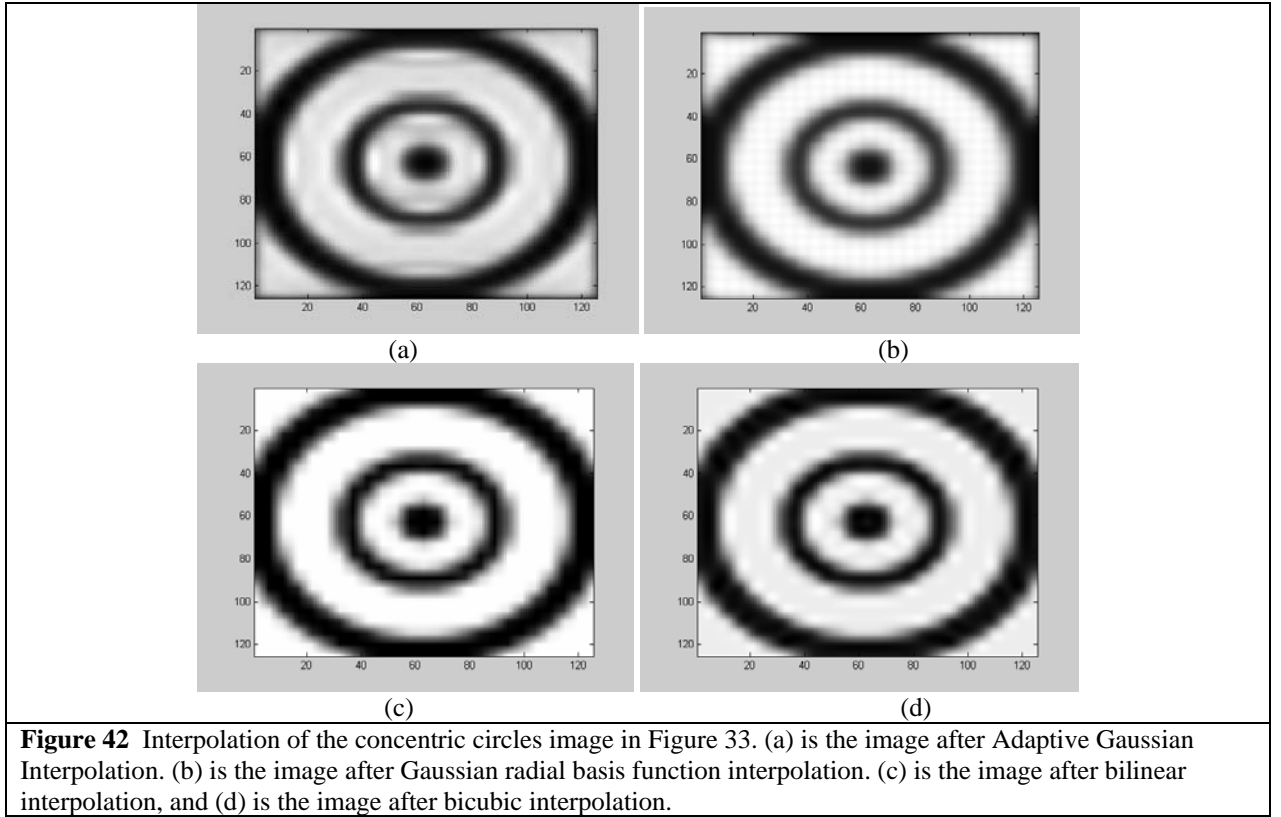 20
40
60
80
100
120
20 40 60 80 100 120
(a)
20
40
60
80
100
120
20 40 60 80 100 120
(b)
20
40
60
80
100
120
20 40 60 80 100 120
(c)
20
40
60
80
100
120
20 40 60 80 100 120
(d)
Figure 42 Interpolation of the concentric circles image in Figure 33. (a) is the image after Adaptive Gaussian
Interpolation. (b) is the image after Gaussian radial basis function interpolation. (c) is the image after bilinear
interpolation, and (d) is the image after bicubic interpolation.